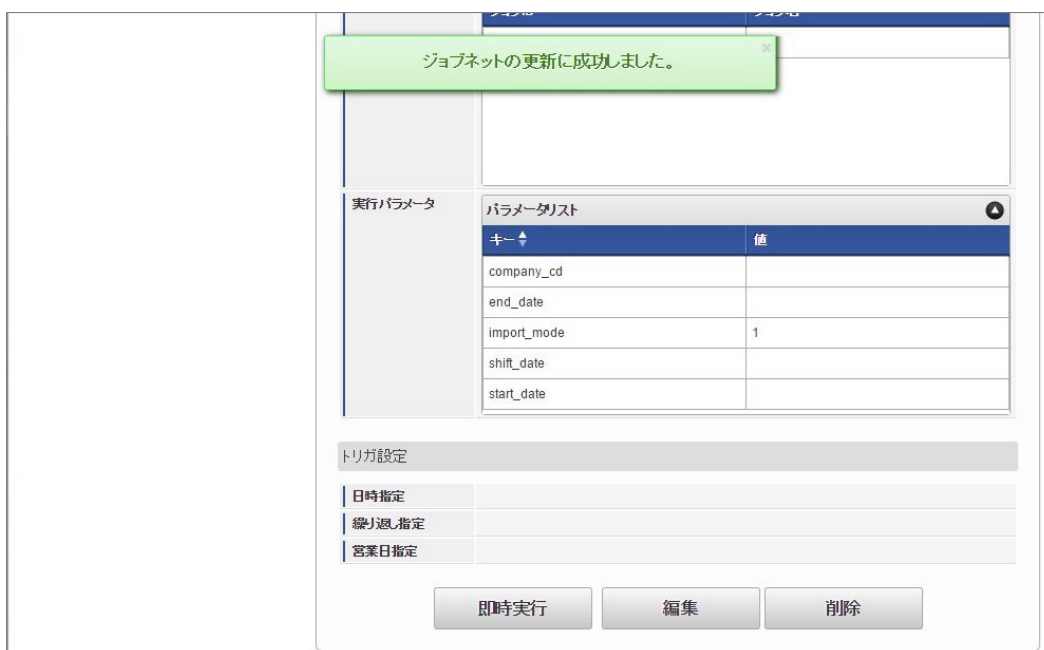 ジョブネットの更新に成功しました。
×
実行パラメータ
パラメータリスト
キー
値
company_cd
end_date
import_mode
1
shift_date
start_date
トリガ設定
日時指定
繰り返し指定
営業日指定
即時実行
編集
削除